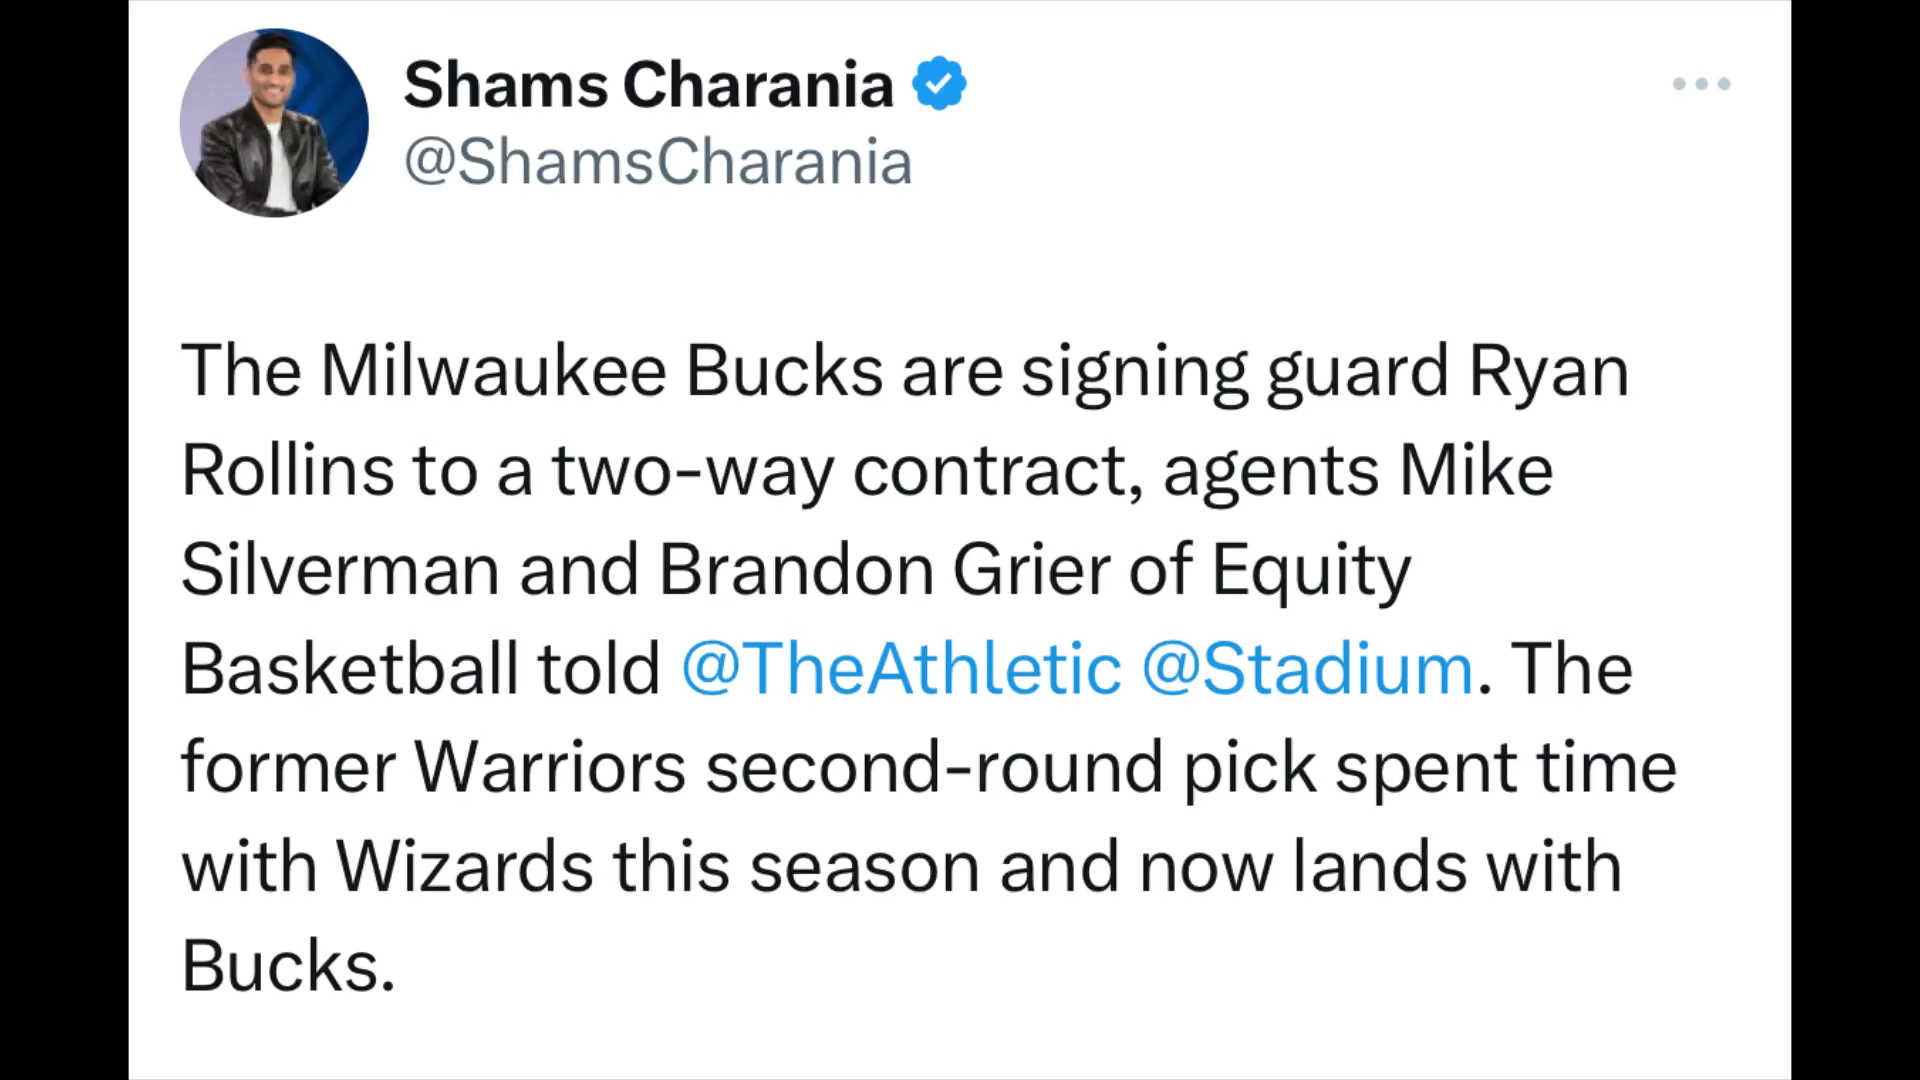 Shams Charania
@ShamsCharania
The Milwaukee Bucks are signing guard Ryan
Rollins to a two-way contract, agents Mike
Silverman and Brandon Grier of Equity
Basketball told @TheAthletic @Stadium. The
former Warriors second-round pick spent time
with Wizards this season and now lands with
Bucks.